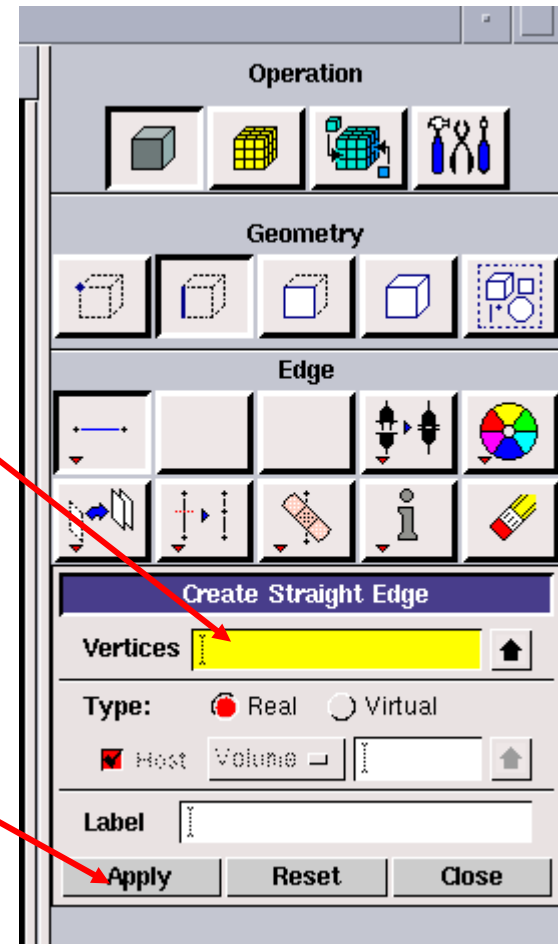 Operation
Geometry
Edge
Create Straight Edge
Vertices
Type: Real Virtual
Host Volume
Label
Apply Reset Close